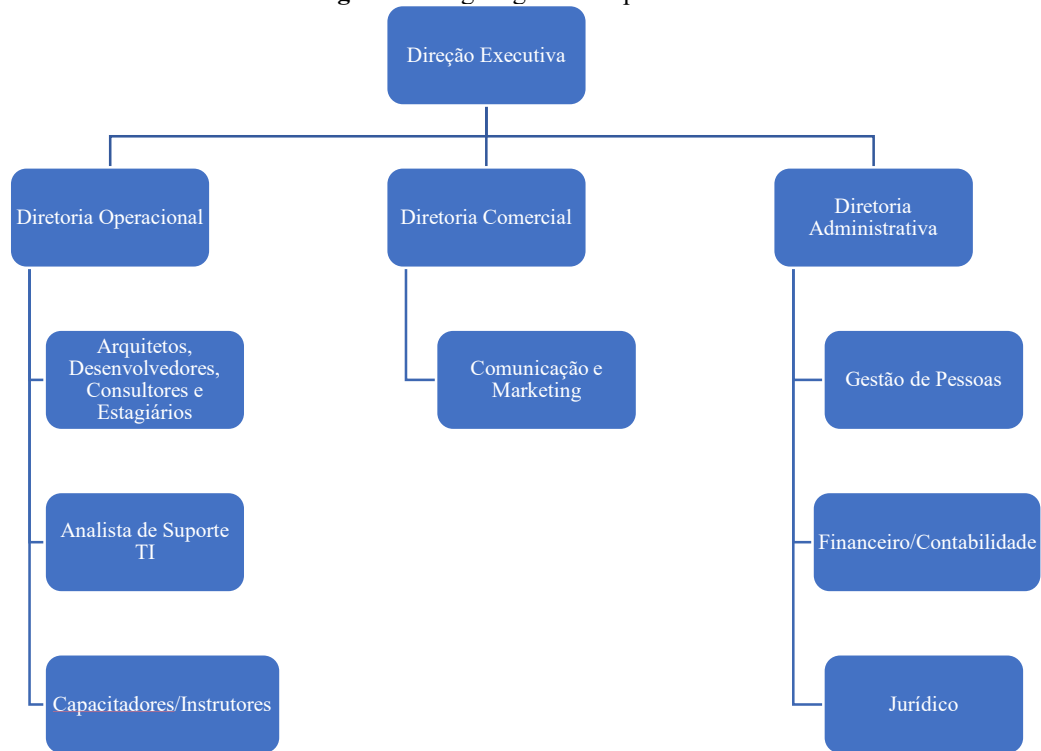 Direção Executiva
Diretoria Operacional
Diretoria Comercial
Diretoria
Administrativa
Arquitetos,
Desenvolvedores,
Consultores e
Estagiários
Comunicação e
Marketing
Gestão de Pessoas
Analista de Suporte
TI
Financeiro/Contabilidade
Capacitadores/Instrutores
Jurídico